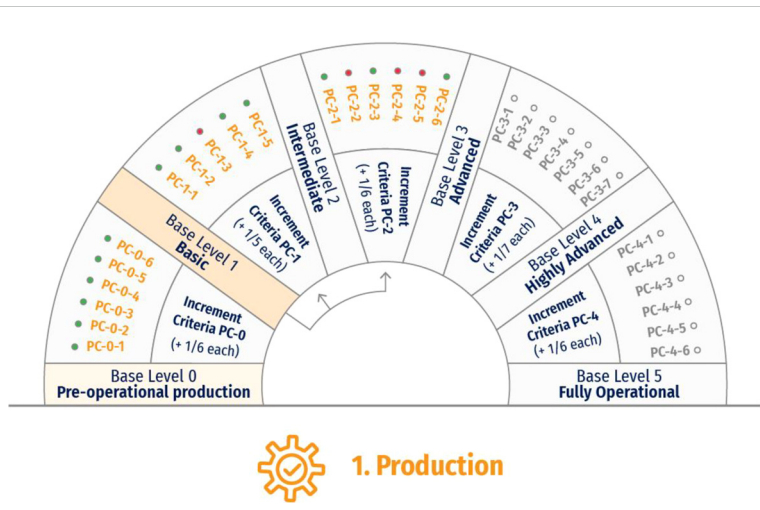 Base Level 0
Pre-operational production
PC-0-1
PC-0-2
PC-0-3
PC-0-4
PC-0-5
PC-0-6
Increment
Criteria PC-0
(+ 1/6 each)
Base Level 1
Basic
PC-1-1
PC-1-2
PC-1-3
PC-1-4
PC-1-5
Increment
Criteria PC-1
(+ 1/5 each)
Base Level 2
Intermediate
PC-2-1
PC-2-2
PC-2-3
PC-2-4
PC-2-5
PC-2-6
Increment
Criteria PC-2
(+ 1/6 each)
Base Level 3
Advanced
PC-3-1
PC-3-2
PC-3-3
PC-3-4
PC-3-5
PC-3-6
PC-3-7
Increment
Criteria PC-3
(+ 1/7 each)
Base Level 4
Highly Advanced
PC-4-1
PC-4-2
PC-4-3
PC-4-4
PC-4-5
PC-4-6
Increment
Criteria PC-4
(+ 1/6 each)
Base Level 5
Fully Operational
1. Production